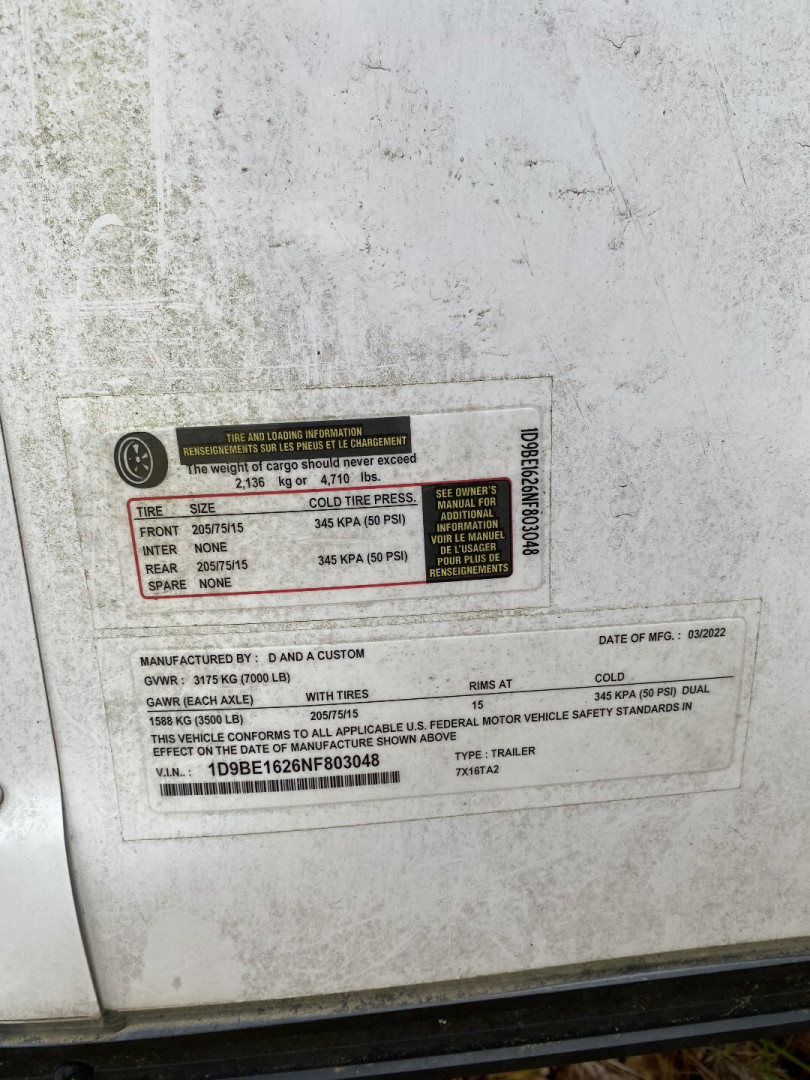 TIRE AND LOADING INFORMATION
RENSEIGNEMENTS SUR LES PNEUS ET LE CHARGEMENT
The weight of cargo should never exceed
2,136 kg or 4,710 lbs.
TIRE SIZE COLD TIRE PRESS.
FRONT 205/75/15 345 KPA (50 PSI)
INTER NONE
REAR 205/75/15 345 KPA (50 PSI)
SPARE NONE
SEE OWNER'S
MANUAL FOR
ADDITIONAL
INFORMATION
VOIR LE MANUEL
DE L'USAGER
POUR PLUS DE
RENSEIGNEMENTS
1D9BE1626NF803048
MANUFACTURED BY : D AND A CUSTOM DATE OF MFG. : 03/2022
GVWR : 3175 KG (7000 LB)
GAWR (EACH AXLE) WITH TIRES RIMS AT COLD
1588 KG (3500 LB) 205/75/15 15 345 KPA (50 PSI) DUAL
THIS VEHICLE CONFORMS TO ALL APPLICABLE U.S. FEDERAL MOTOR VEHICLE SAFETY STANDARDS IN
EFFECT ON THE DATE OF MANUFACTURE SHOWN ABOVE
V.I.N.. : 1D9BE1626NF803048 TYPE : TRAILER
7X16TA2